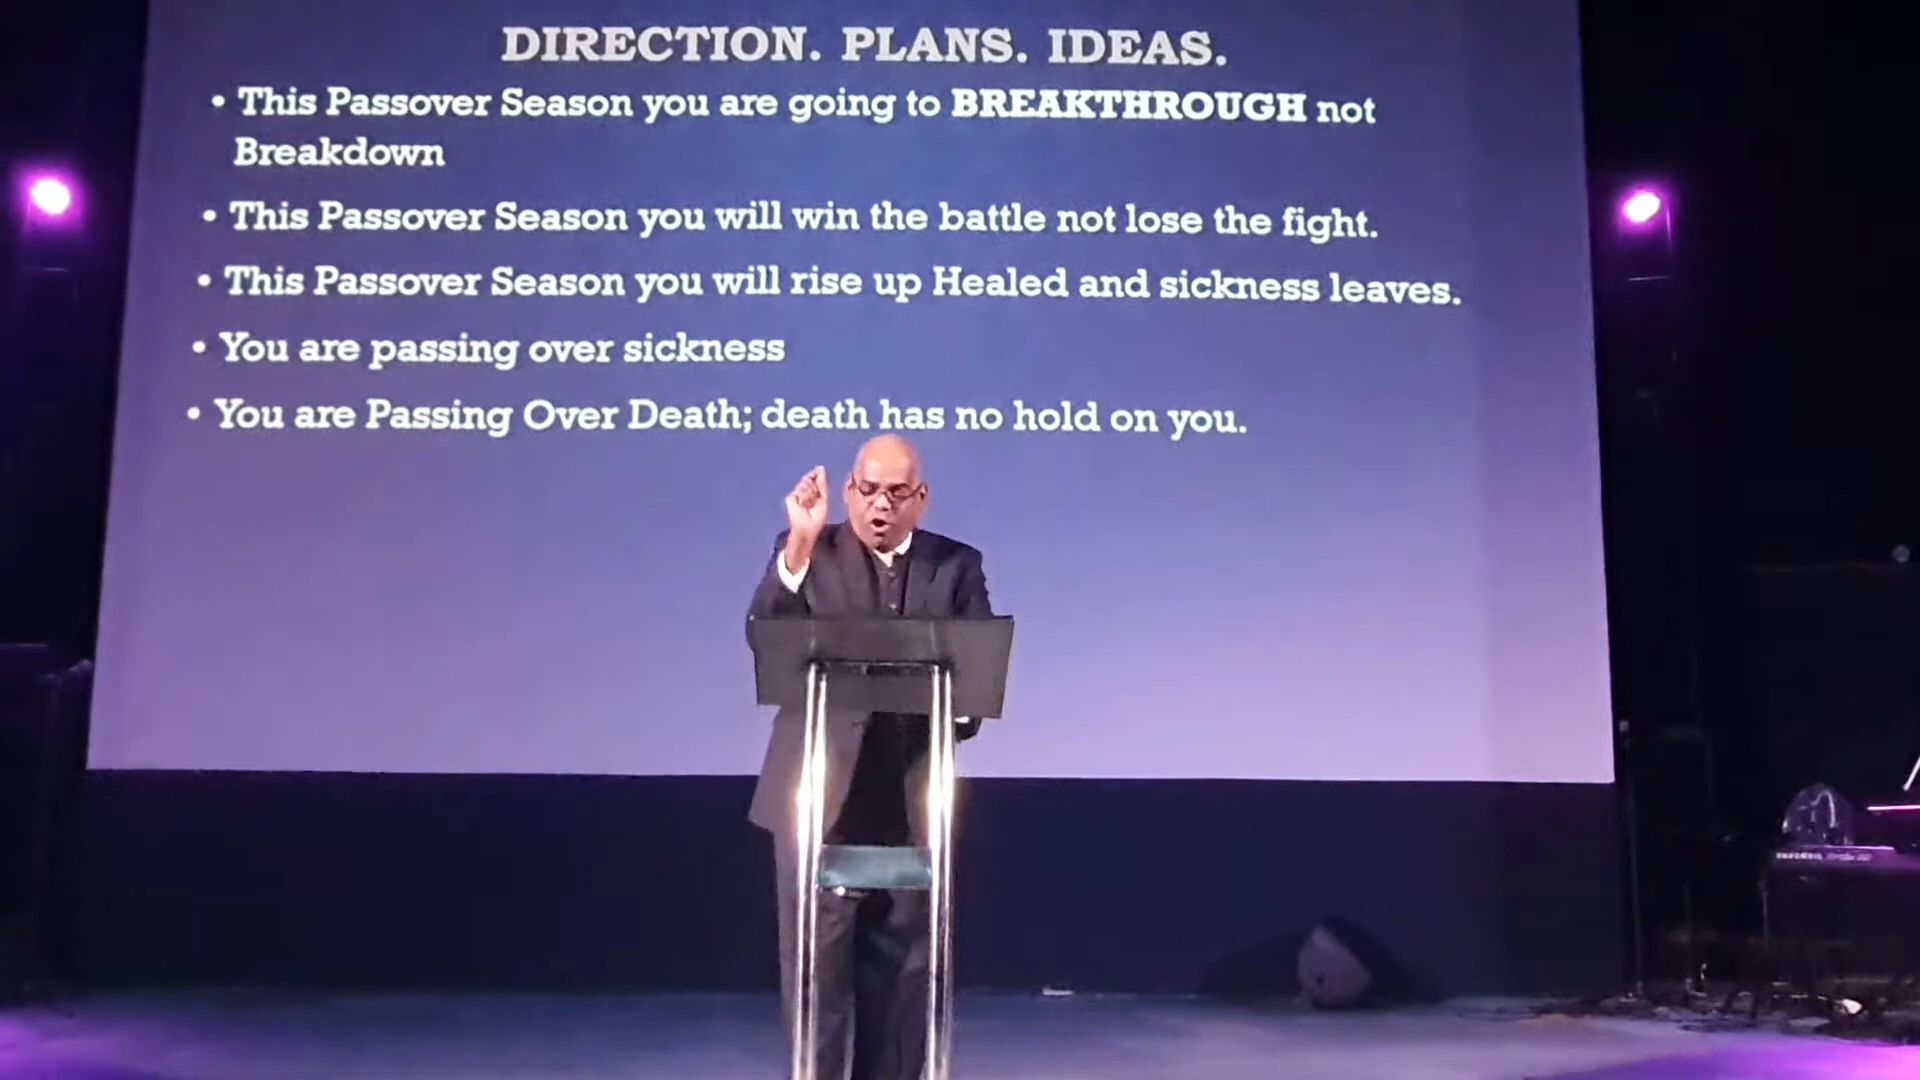 DIRECTION. PLANS. IDEAS.
• This Passover Season you are going to BREAKTHROUGH not
Breakdown
• This Passover Season you will win the battle not lose the fight.
• This Passover Season you will rise up Healed and sickness leaves.
• You are passing over sickness
• You are Passing Over Death; death has no hold on you.